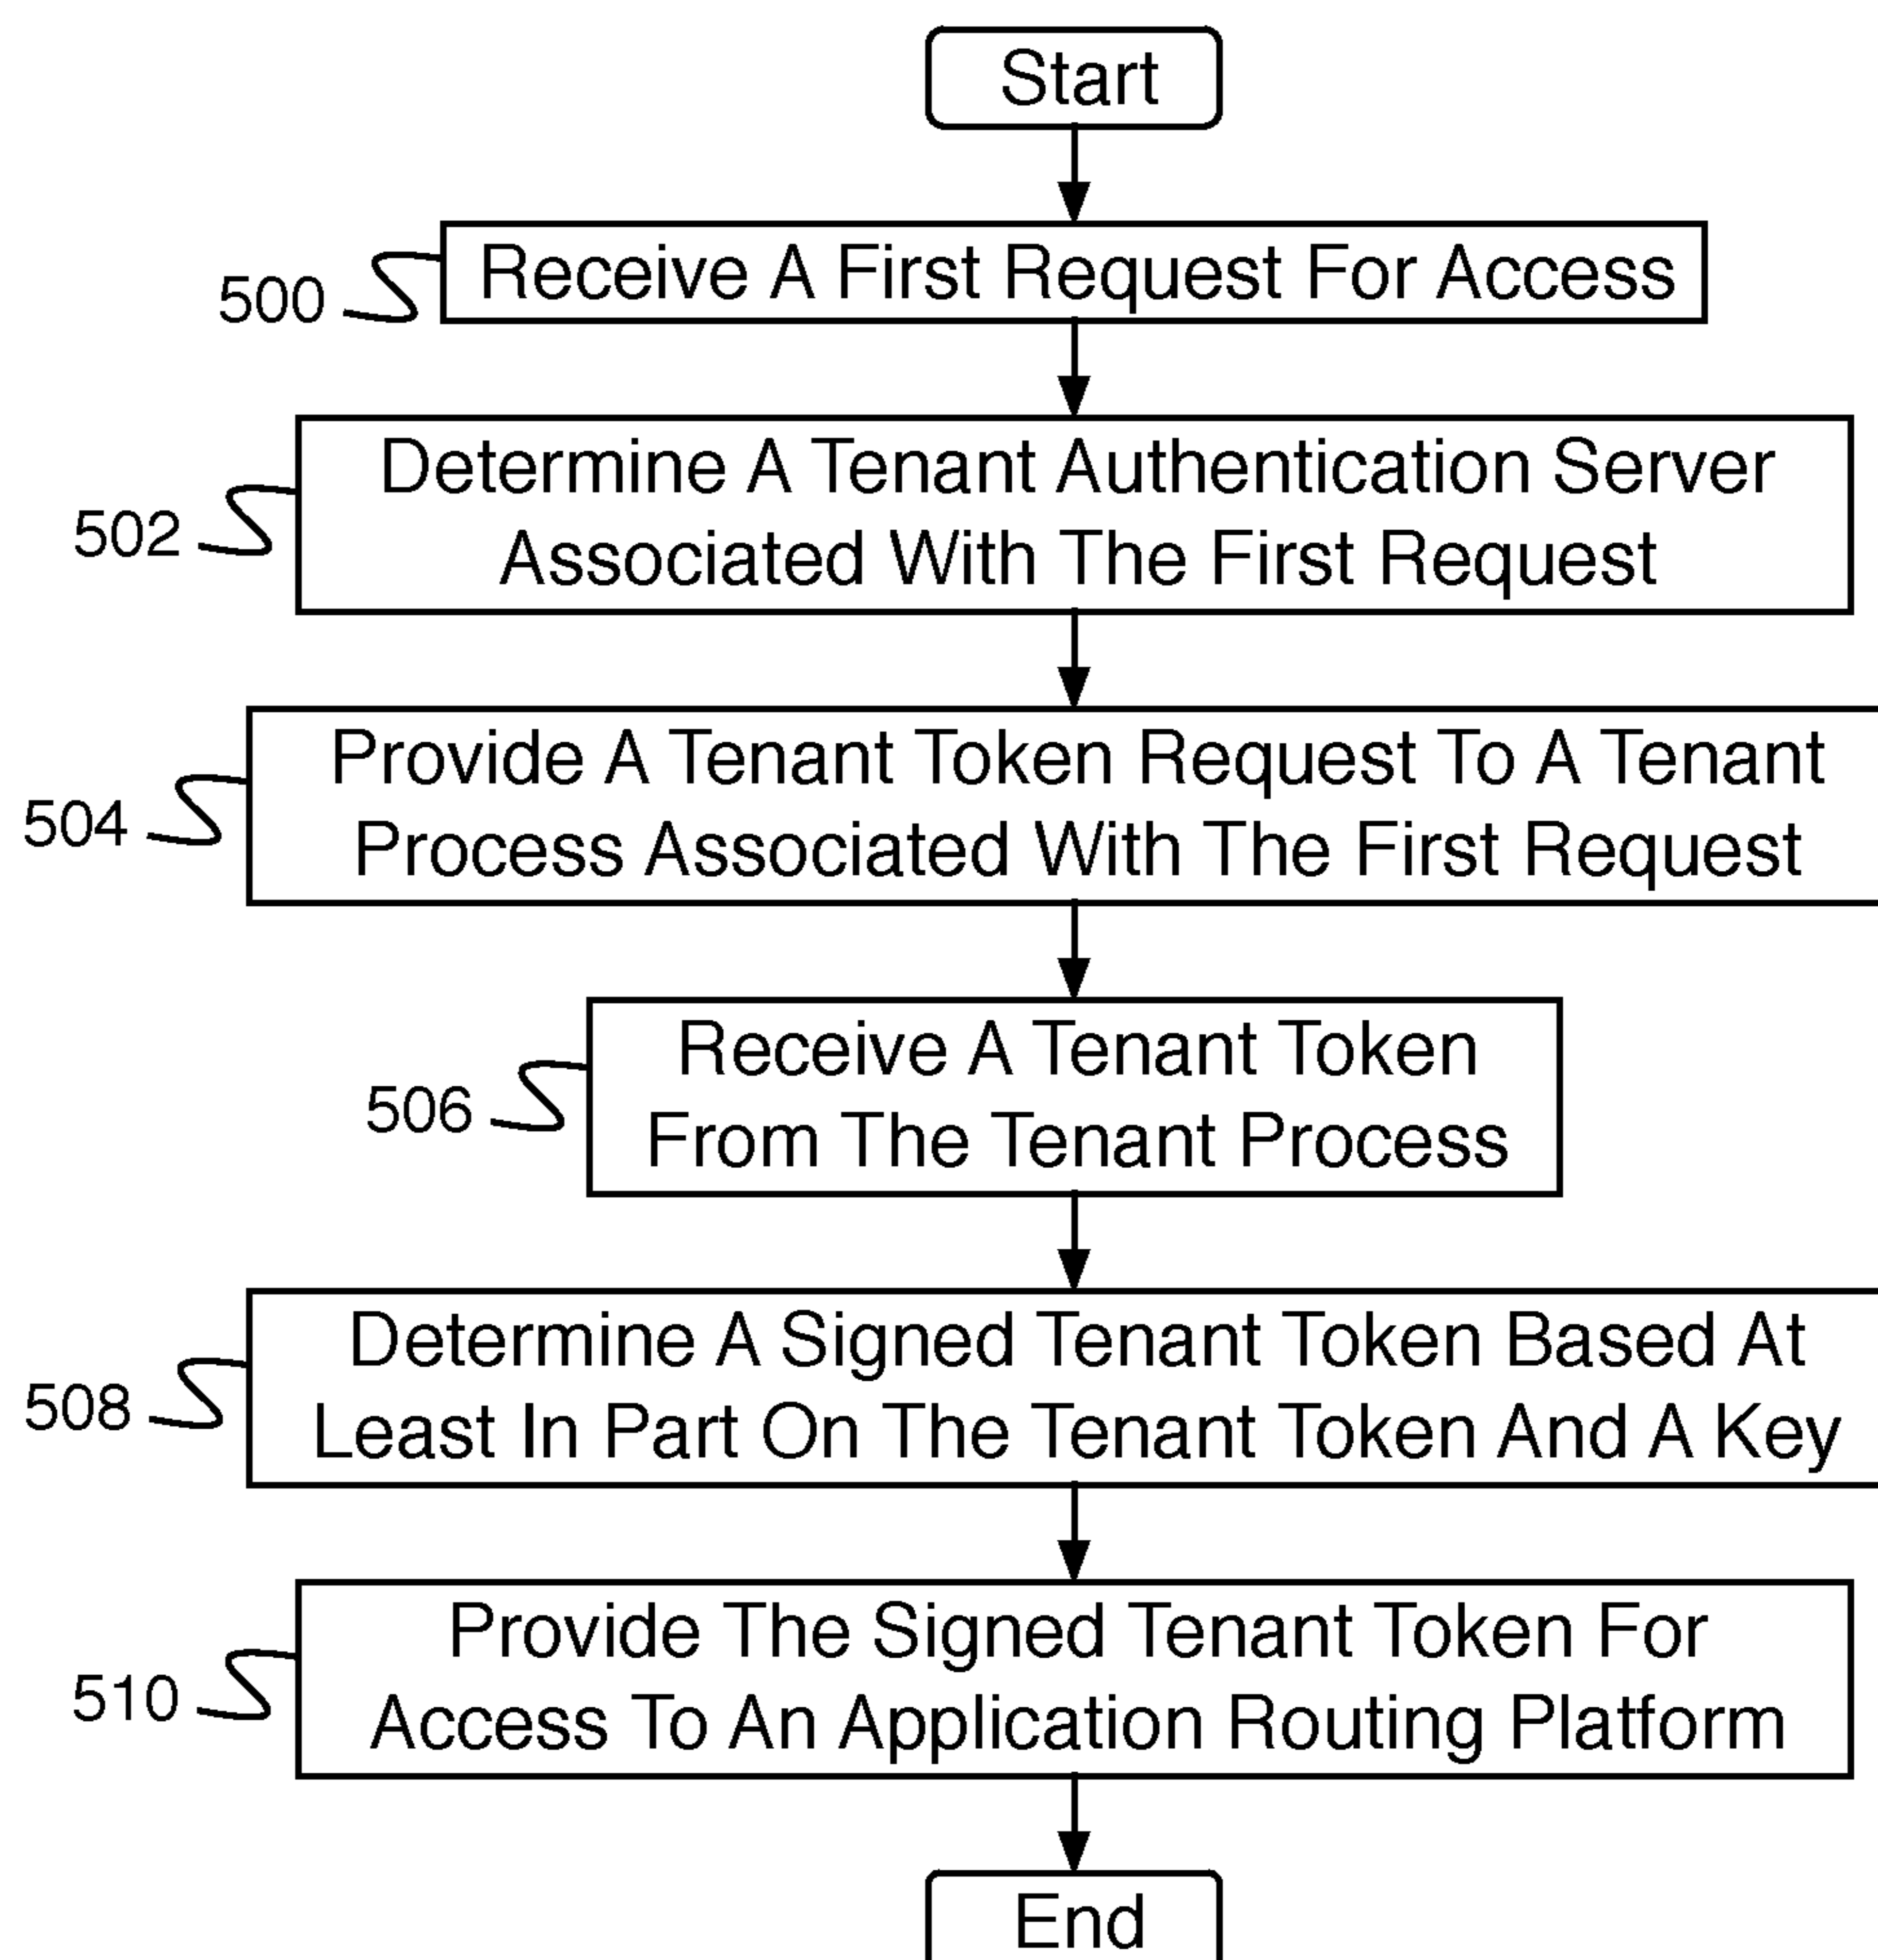 Start
Receive A First Request For Access
500
Determine A Tenant Authentication Server
Associated With The First Request
502
Provide A Tenant Token Request To A Tenant
Process Associated With The First Request
504
Receive A Tenant Token
From The Tenant Process
506
Determine A Signed Tenant Token Based At
Least In Part On The Tenant Token And A Key
508
Provide The Signed Tenant Token For
Access To An Application Routing Platform
510
End